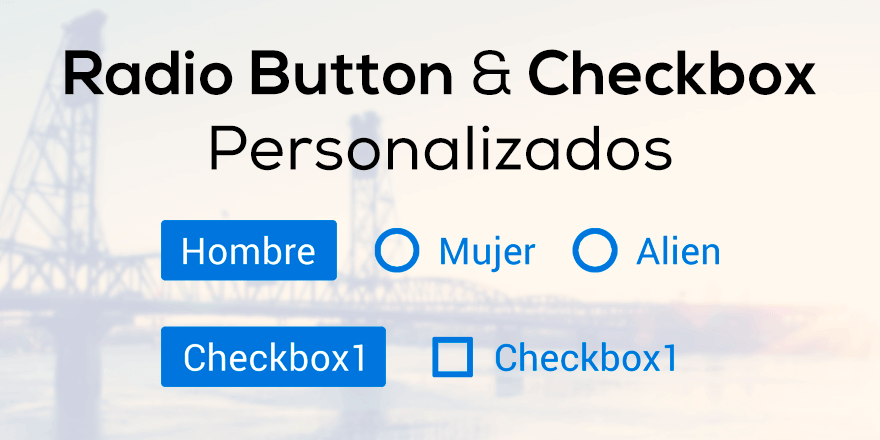 Radio Button & Checkbox
Personalizados
Hombre Mujer Alien
Checkbox1 Checkbox1